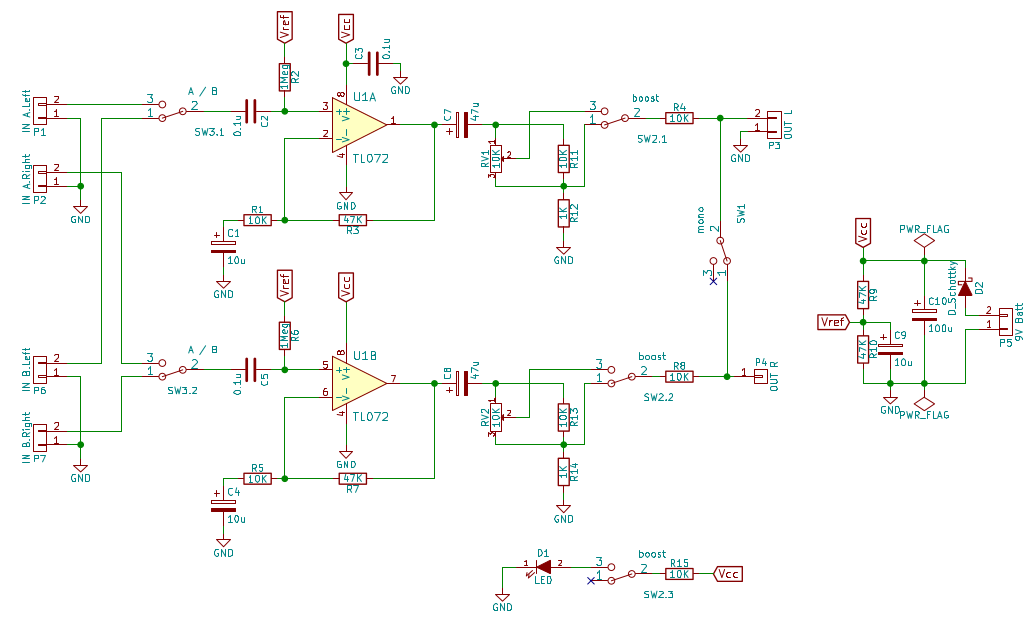 Vref
Vcc
1Meg
R2
C3
0.1u
GND
IN A.Left
2
1
P1
3
1
2
A / B
SW3.1
0.1u
C2
U1A
3
2
8
4
1
TL072
GND
C7
47u
RV1
10K
1
2
3
10K
R11
1K
R12
GND
3
1
2
boost
SW2.1
R4
10K
2
1
P3
OUT L
GND
IN A.Right
2
1
P2
GND
R1
10K
47K
R3
C1
10u
GND
mono
SW1
2
3
1
Vref
Vcc
1Meg
R6
IN B.Left
2
1
P6
3
1
2
A / B
SW3.2
0.1u
C5
U1B
5
6
8
4
7
TL072
GND
C8
47u
RV2
10K
1
2
3
10K
R13
1K
R14
GND
3
1
2
boost
SW2.2
R8
10K
1
P4
OUT R
IN B.Right
2
1
P7
GND
R5
10K
47K
R7
C4
10u
GND
Vcc
PWR_FLAG
47K
R9
Vref
47K
R10
C9
10u
C10
100u
D_Schottky
D2
2
1
P5
9V Batt
GND
PWR_FLAG
D1
1
2
LED
GND
3
1
2
boost
SW2.3
R15
10K
Vcc